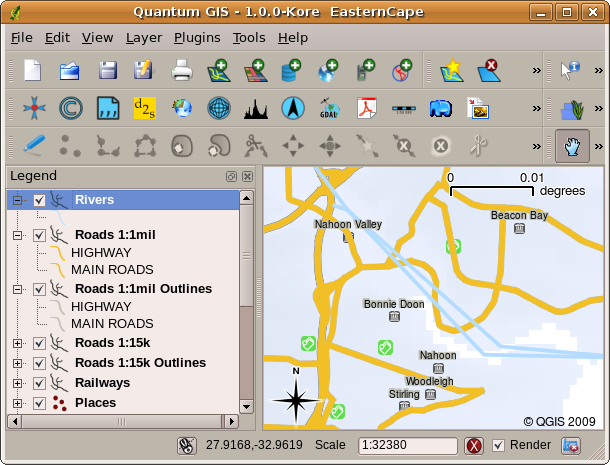 Quantum GIS - 1.0.0-Kore EasternCape
File Edit View Layer Plugins Tools Help
d2s
GDAL
Legend
Rivers
Roads 1:1mil
HIGHWAY
MAIN ROADS
Roads 1:1mil Outlines
HIGHWAY
MAIN ROADS
Roads 1:15k
Roads 1:15k Outlines
Railways
Places
0 0.01
degrees
Beacon Bay
Nahoon Valley
Bonnie Doon
Nahoon
Woodleigh
Stirling
N
© QGIS 2009
27.9168,-32.9619 Scale 1:32380 Render